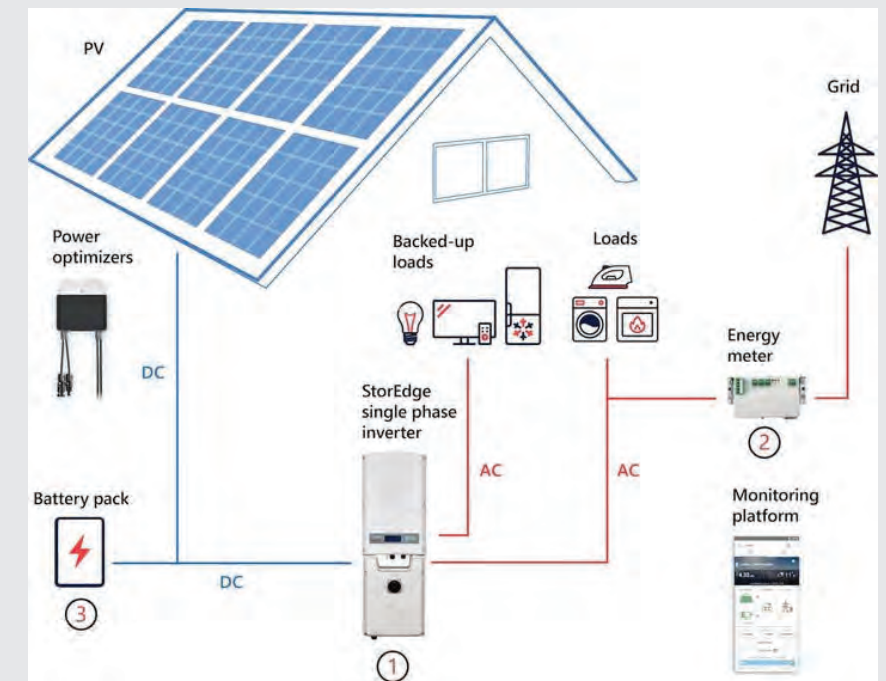 PV
Grid
Power
optimizers
Backed-up
loads
Loads
Energy
meter
DC
StorEdge
single phase
inverter
2
AC
AC
Battery pack
Monitoring
platform
DC
3
1